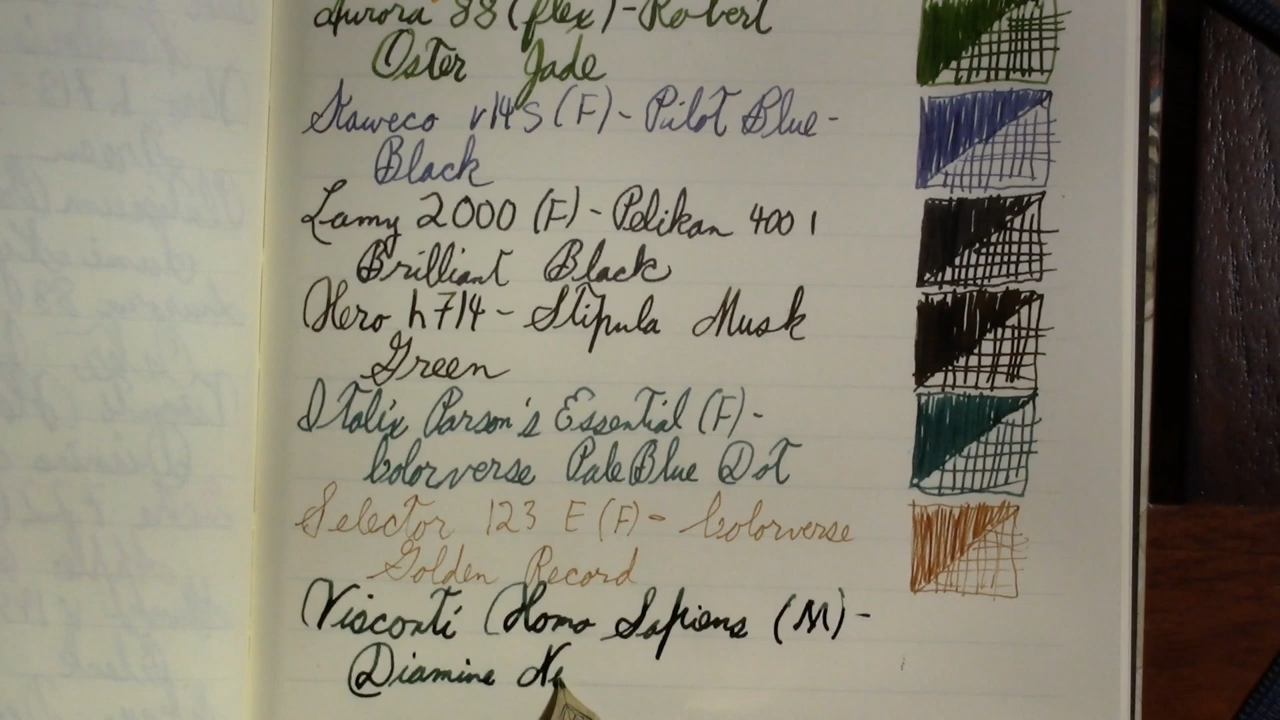 Aurora 88 (flex) - Robert
Oster Jade
Kaweco V14S (F) - Pilot Blue-
Black
Lamy 2000 (F) - Pelikan 4001
Brilliant Black
Hero h714 - Stipula Musk
Green
Italix Parson's Essential (F) -
Colorverse Pale Blue Dot
Selector 123 E (F) - Colorverse
Golden Record
Visconti Homo Sapiens (M) -
Diamine Ne